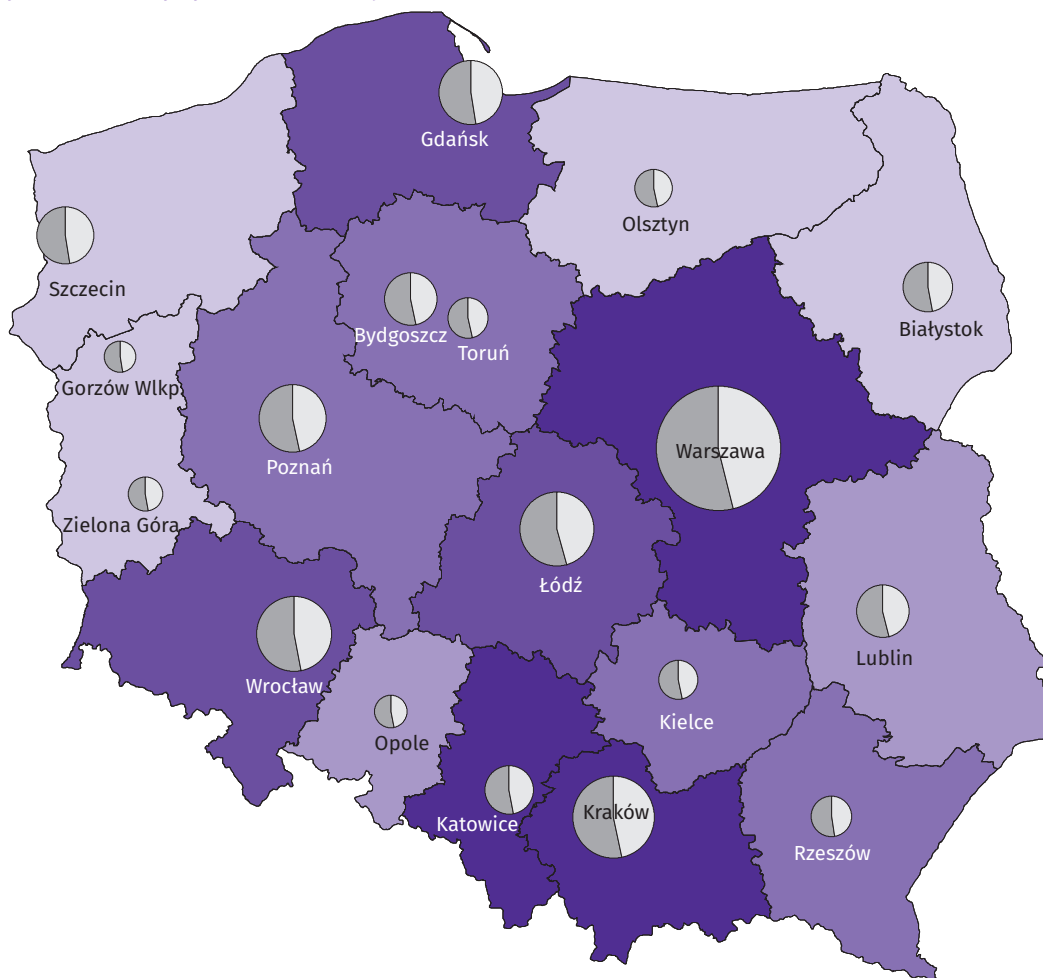 Gdańsk
Olsztyn
Szczecin
Białystok
Bydgoszcz
Toruń
Gorzów Wlkp.
Warszawa
Poznań
Zielona Góra
Łódź
Lublin
Wrocław
Kielce
Opole
Kraków
Katowice
Rzeszów